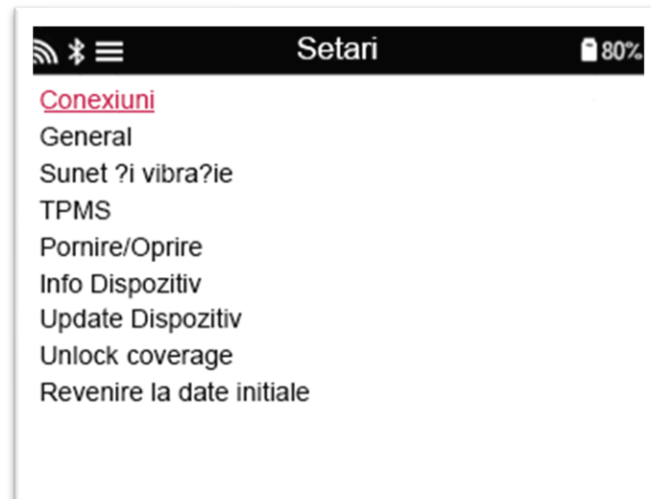 Setari
80%
Conexiuni
General
Sunet ?i vibra?ie
TPMS
Pornire/Oprire
Info Dispozitiv
Update Dispozitiv
Unlock coverage
Revenire la date initiale